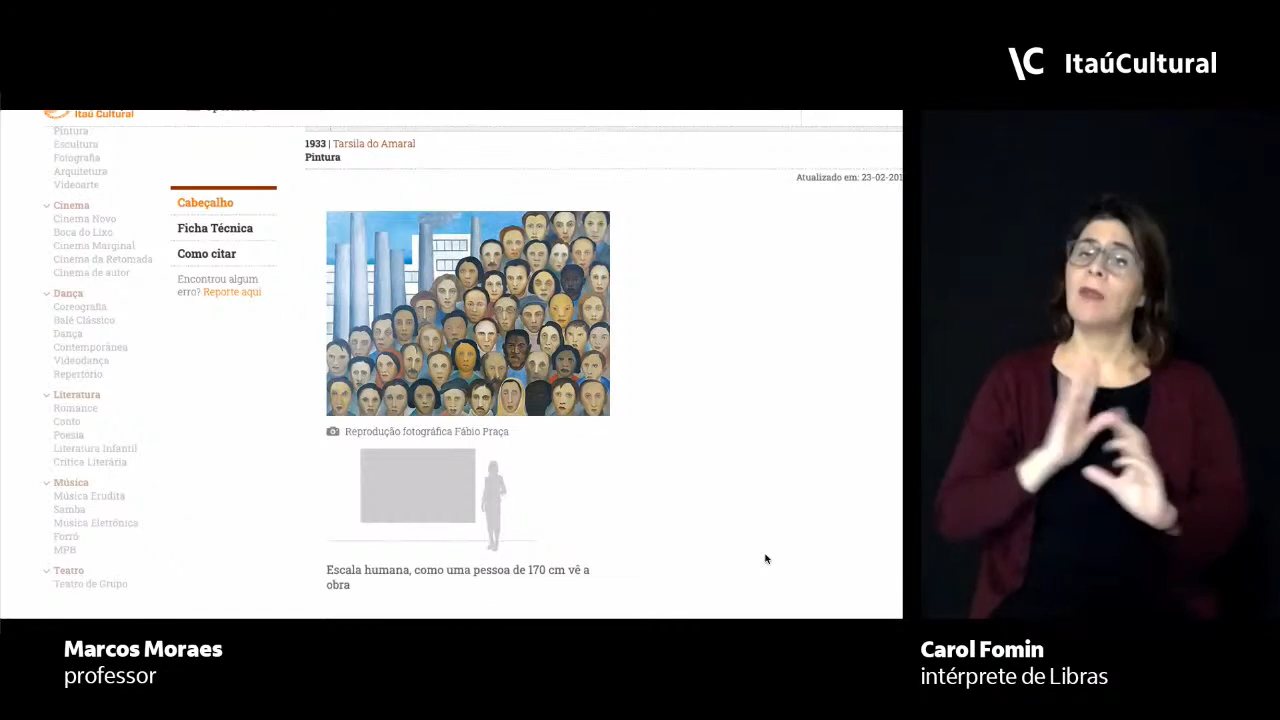 \C ItaúCultural
Itaú Cultural
Pintura
Escultura
Fotografia
Arquitetura
Videoarte
Cinema
Cinema Novo
Boca do Lixo
Cinema Marginal
Cinema da Retomada
Cinema de autor
Dança
Coreografia
Balé Clássico
Dança
Contemporânea
Videodança
Repertório
Literatura
Romance
Conto
Poesia
Literatura Infantil
Crítica Literária
Música
Música Erudita
Samba
Música Eletrônica
Forró
MPB
Teatro
Teatro de Grupo
Cabeçalho
Ficha Técnica
Como citar
Encontrou algum
erro? Reporte aqui
1933 | Tarsila do Amaral
Pintura
Atualizado em: 23-02-201
Reprodução fotográfica Fábio Praça
Escala humana, como uma pessoa de 170 cm vê a
obra
Marcos Moraes
professor
Carol Fomin
intérprete de Libras